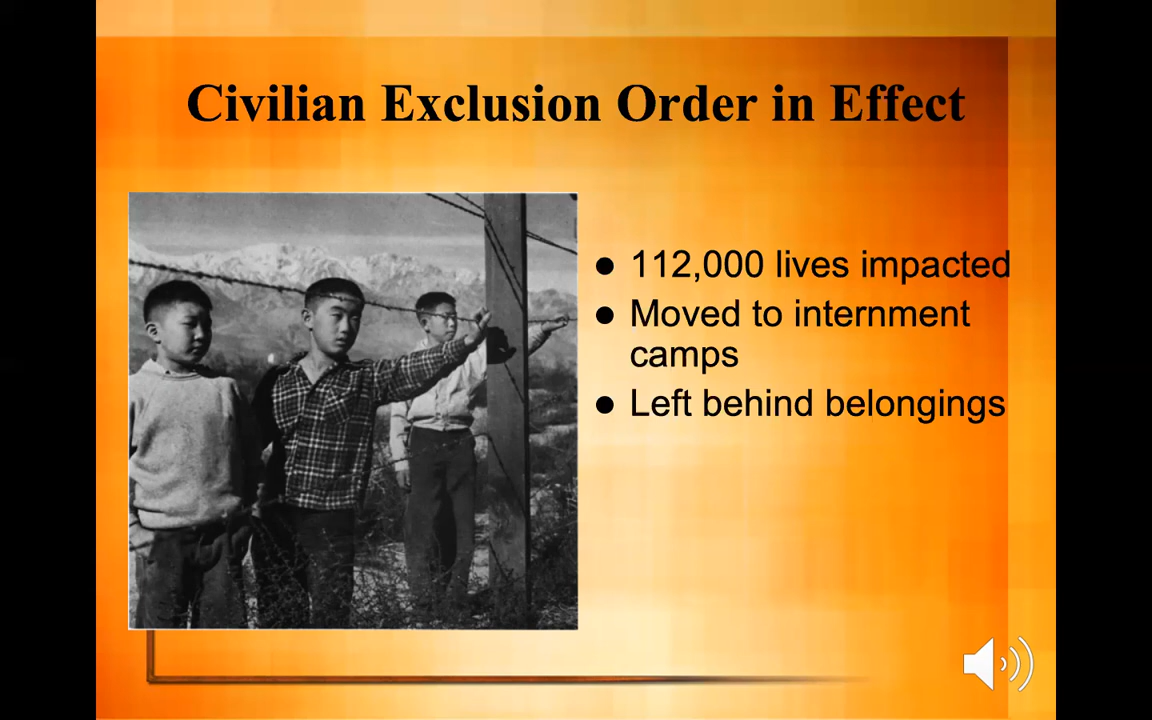 Civilian Exclusion Order in Effect
● 112,000 lives impacted
● Moved to internment
camps
● Left behind belongings